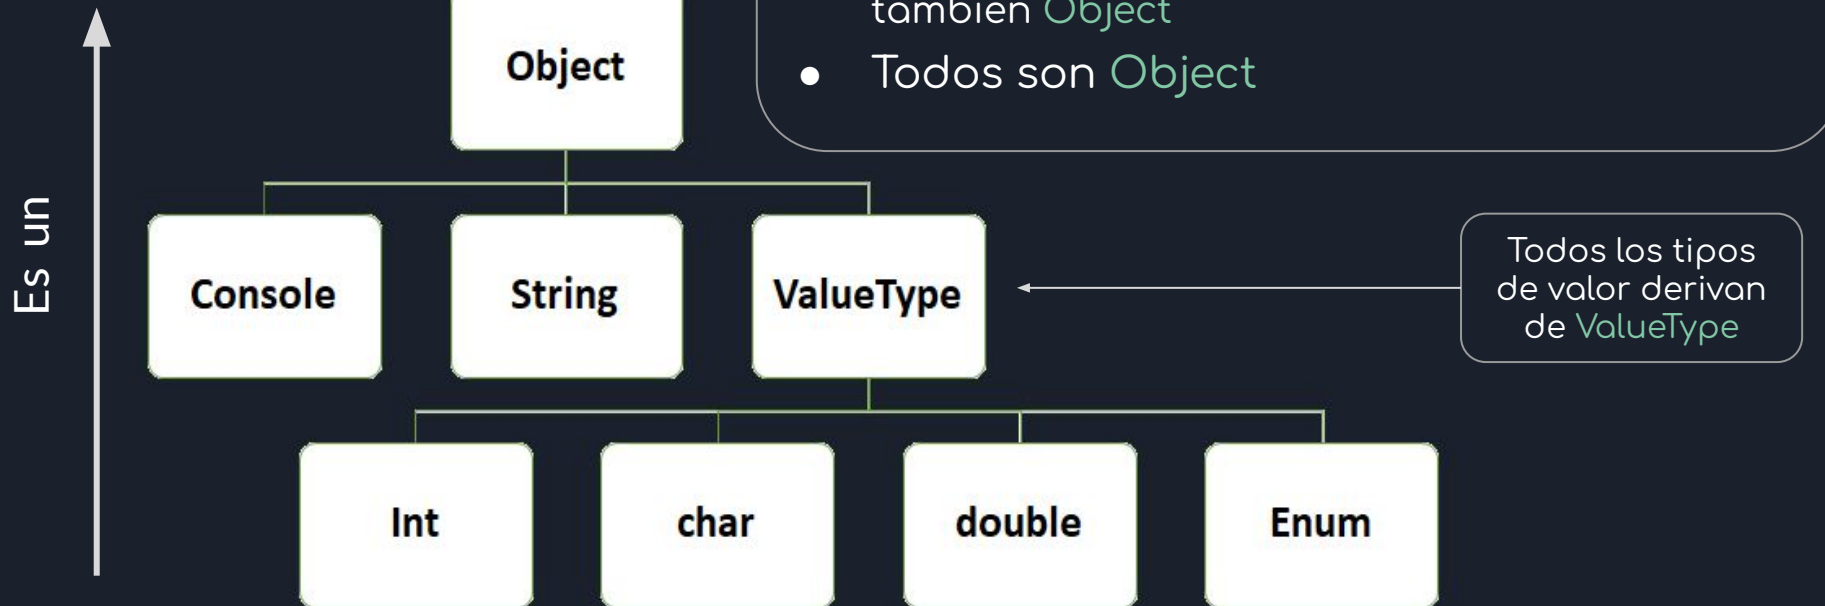 también Object
● Todos son Object
Object
Es un
Console
String
ValueType
Todos los tipos
de valor derivan
de ValueType
Int
char
double
Enum